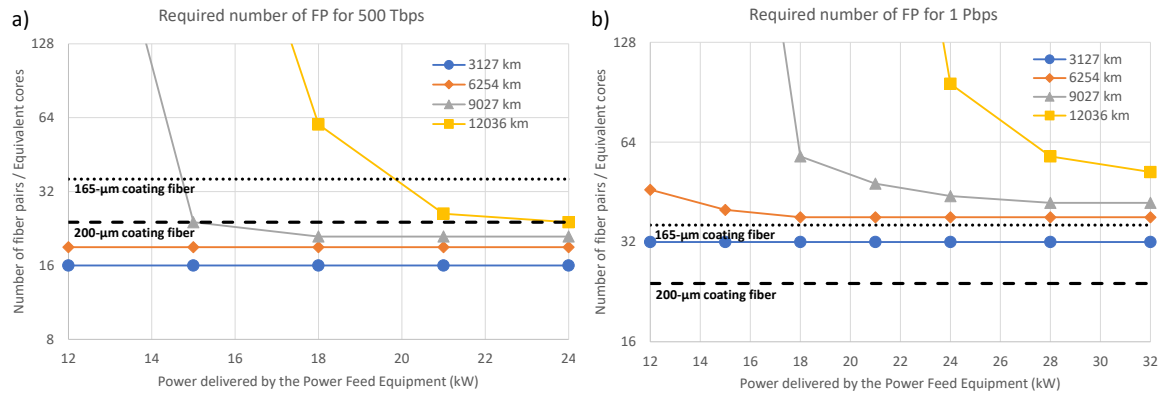 a)
Required number of FP for 500 Tbps
Number of fiber pairs / Equivalent cores
128
64
32
16
8
3127 km
6254 km
9027 km
12036 km
165-µm coating fiber
200-µm coating fiber
12 14 16 18 20 22 24
Power delivered by the Power Feed Equipment (kW)
b)
Required number of FP for 1 Pbps
Number of fiber pairs / Equivalent cores
128
64
32
16
3127 km
6254 km
9027 km
12036 km
165-µm coating fiber
200-µm coating fiber
12 14 16 18 20 22 24 26 28 30 32
Power delivered by the Power Feed Equipment (kW)